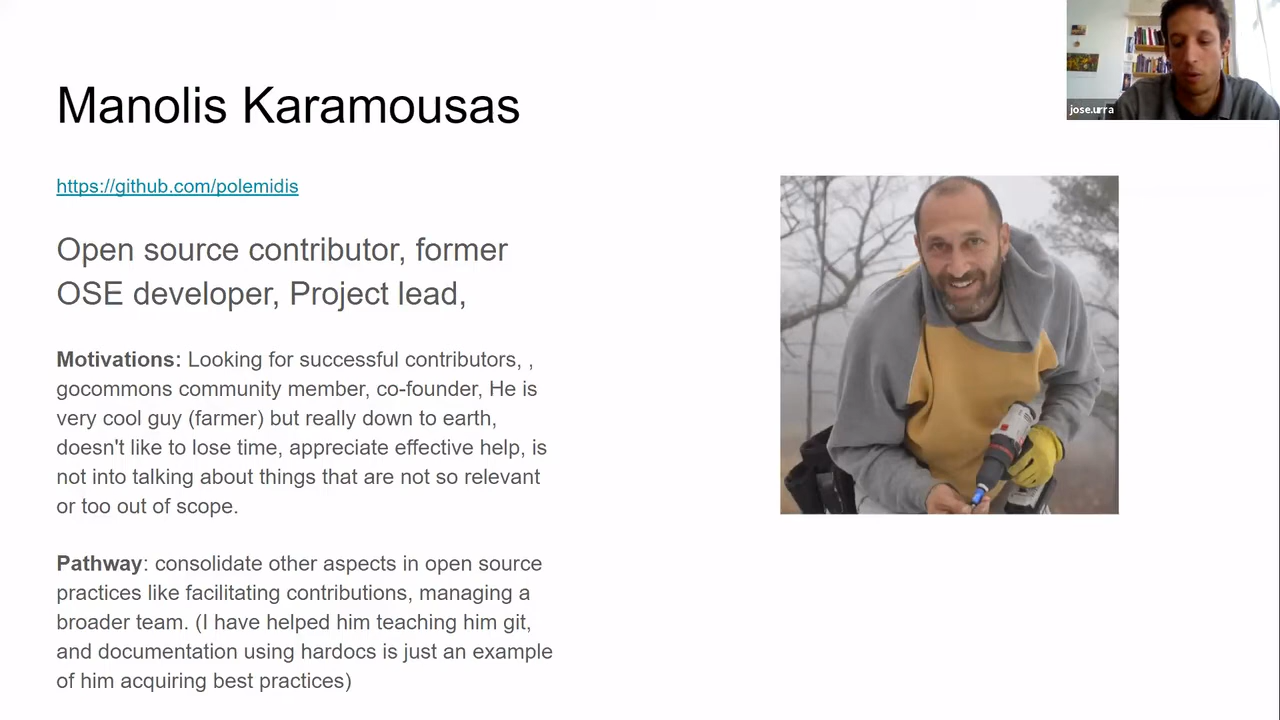 Manolis Karamousas
https://github.com/polemidis
Open source contributor, former
OSE developer, Project lead,
Motivations: Looking for successful contributors, ,
gocommons community member, co-founder, He is
very cool guy (farmer) but really down to earth,
doesn't like to lose time, appreciate effective help, is
not into talking about things that are not so relevant
or too out of scope.
Pathway: consolidate other aspects in open source
practices like facilitating contributions, managing a
broader team. (I have helped him teaching him git,
and documentation using hardocs is just an example
of him acquiring best practices)
jose.urra